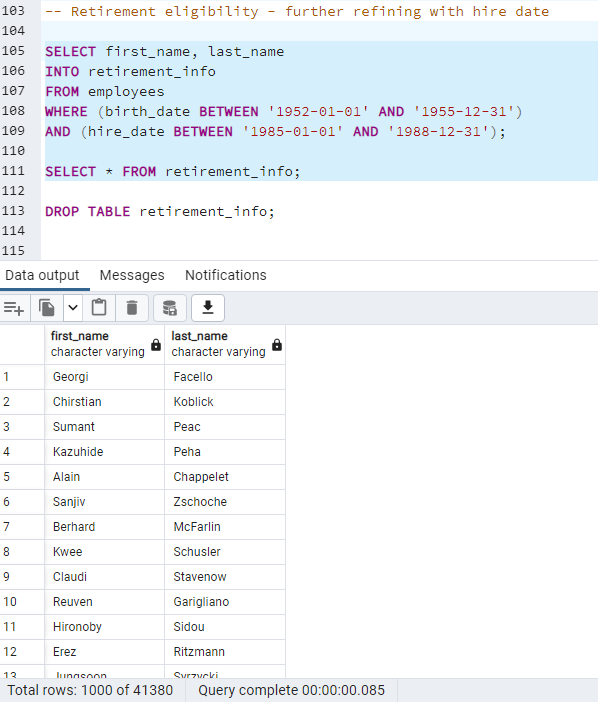 103 -- Retirement eligibility - further refining with hire date
104
105 SELECT first_name, last_name
106 INTO retirement_info
107 FROM employees
108 WHERE (birth_date BETWEEN '1952-01-01' AND '1955-12-31')
109 AND (hire_date BETWEEN '1985-01-01' AND '1988-12-31');
110
111 SELECT * FROM retirement_info;
112
113 DROP TABLE retirement_info;
114
115
Data output Messages Notifications
first_name last_name
character varying character varying
1 Georgi Facello
2 Chirstian Koblick
3 Sumant Peac
4 Kazuhide Peha
5 Alain Chappelet
6 Sanjiv Zschoche
7 Berhard McFarlin
8 Kwee Schusler
9 Claudi Stavenow
10 Reuven Garigliano
11 Hironoby Sidou
12 Erez Ritzmann
13 Jungsoon Syrzycki
Total rows: 1000 of 41380 Query complete 00:00:00.085